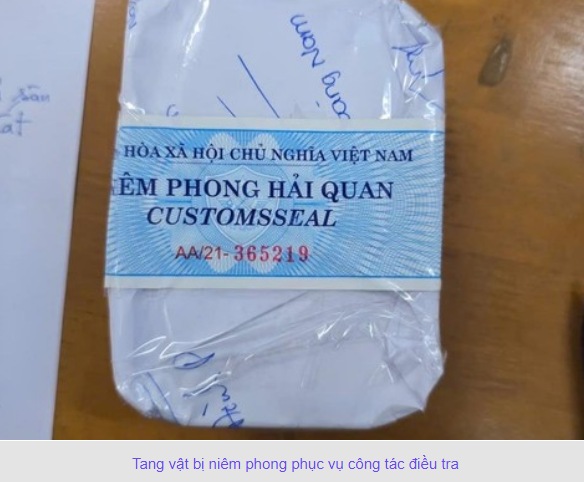 HÒA XÃ HỘI CHỦ NGHĨA VIỆT NAM
ÊM PHONG HẢI QUAN
CUSTOMSSEAL
AA/21- 365219
Tang vật bị niêm phong phục vụ công tác điều tra